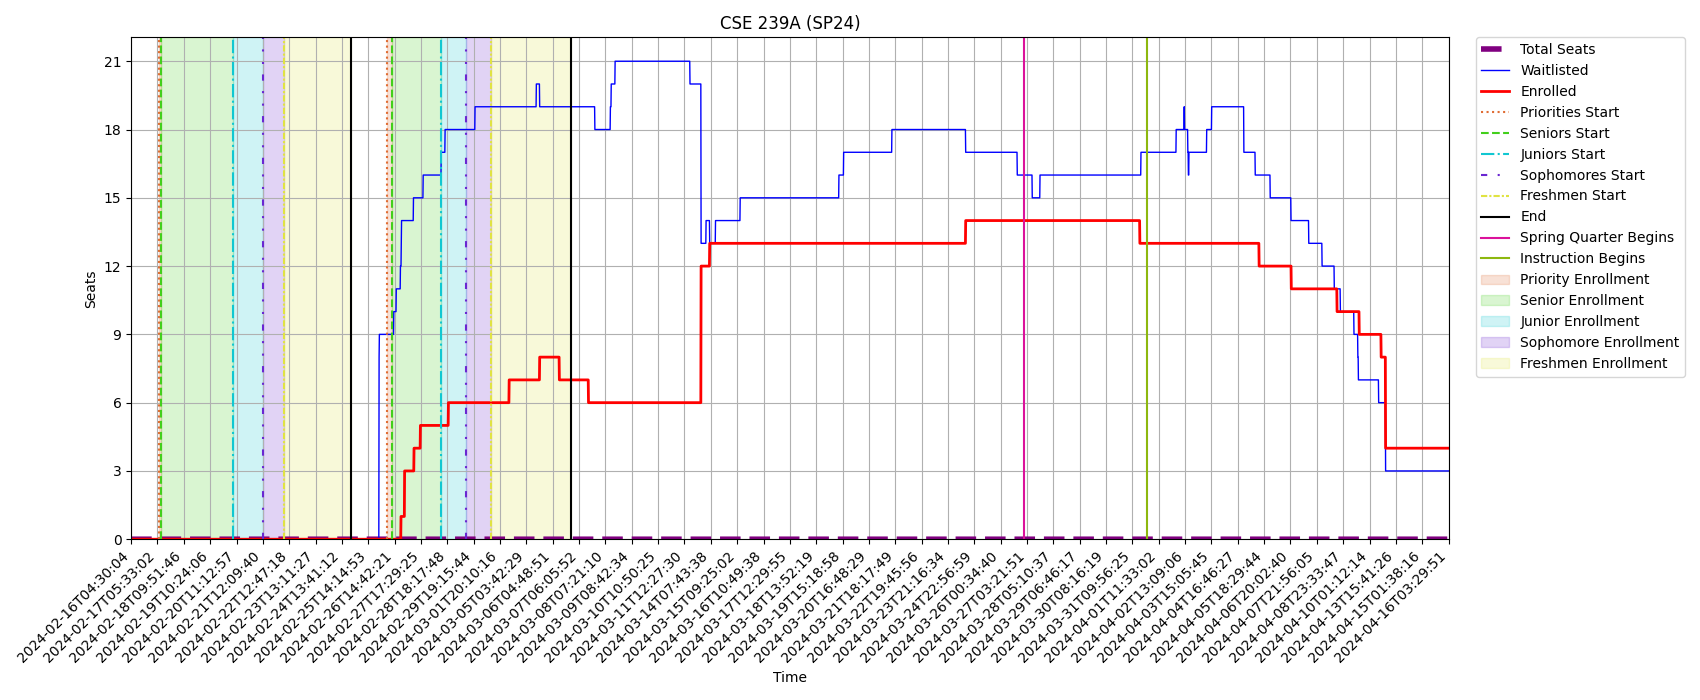 CSE 239A (SP24)
Seats
21
18
15
12
9
6
3
0
2024-02-16T04:30:04
2024-02-17T05:33:02
2024-02-18T09:51:46
2024-02-19T10:24:06
2024-02-20T11:12:57
2024-02-21T12:09:40
2024-02-22T12:47:18
2024-02-23T13:11:27
2024-02-24T13:41:12
2024-02-25T14:14:53
2024-02-26T14:42:21
2024-02-27T17:29:25
2024-02-28T18:17:48
2024-02-29T19:15:44
2024-03-01T20:10:16
2024-03-05T03:42:29
2024-03-06T04:48:51
2024-03-07T06:05:52
2024-03-08T07:21:10
2024-03-09T08:42:34
2024-03-10T10:50:25
2024-03-11T12:27:30
2024-03-14T07:43:38
2024-03-15T09:25:02
2024-03-16T10:49:38
2024-03-17T12:29:55
2024-03-18T13:52:19
2024-03-19T15:18:58
2024-03-20T16:48:29
2024-03-21T18:17:49
2024-03-22T19:45:56
2024-03-23T21:16:34
2024-03-24T22:56:59
2024-03-26T00:34:40
2024-03-27T03:21:51
2024-03-28T05:10:37
2024-03-29T06:46:17
2024-03-30T08:16:19
2024-03-31T09:56:25
2024-04-01T11:33:02
2024-04-02T13:09:06
2024-04-03T15:05:45
2024-04-04T16:46:27
2024-04-05T18:29:44
2024-04-06T20:02:40
2024-04-07T21:56:05
2024-04-08T23:33:47
2024-04-10T01:12:14
2024-04-13T15:41:26
2024-04-15T01:38:16
2024-04-16T03:29:51
Time
Total Seats
Waitlisted
Enrolled
Priorities Start
Seniors Start
Juniors Start
Sophomores Start
Freshmen Start
End
Spring Quarter Begins
Instruction Begins
Priority Enrollment
Senior Enrollment
Junior Enrollment
Sophomore Enrollment
Freshmen Enrollment